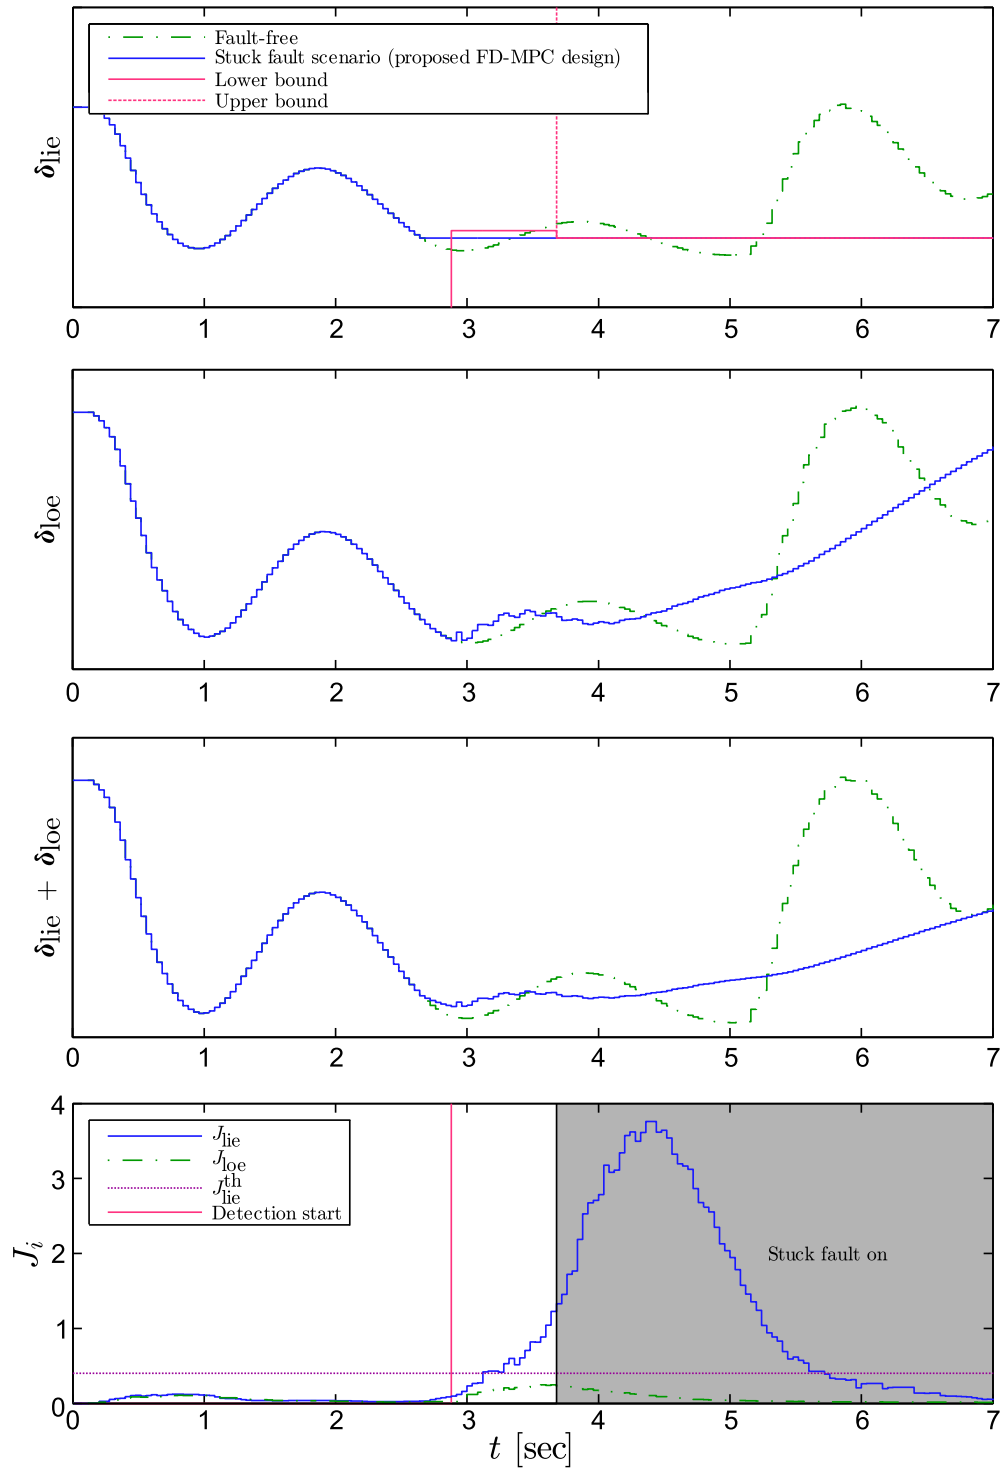 Fault-free
Stuck fault scenario (proposed FD-MPC design)
Lower bound
Upper bound
δlie
0 1 2 3 4 5 6 7
δloe
0 1 2 3 4 5 6 7
δlie + δloe
0 1 2 3 4 5 6 7
4
3
2
1
0
Ji
Jlie
Jloe
Jthlie
Detection start
Stuck fault on
0 1 2 3 4 5 6 7
t [sec]